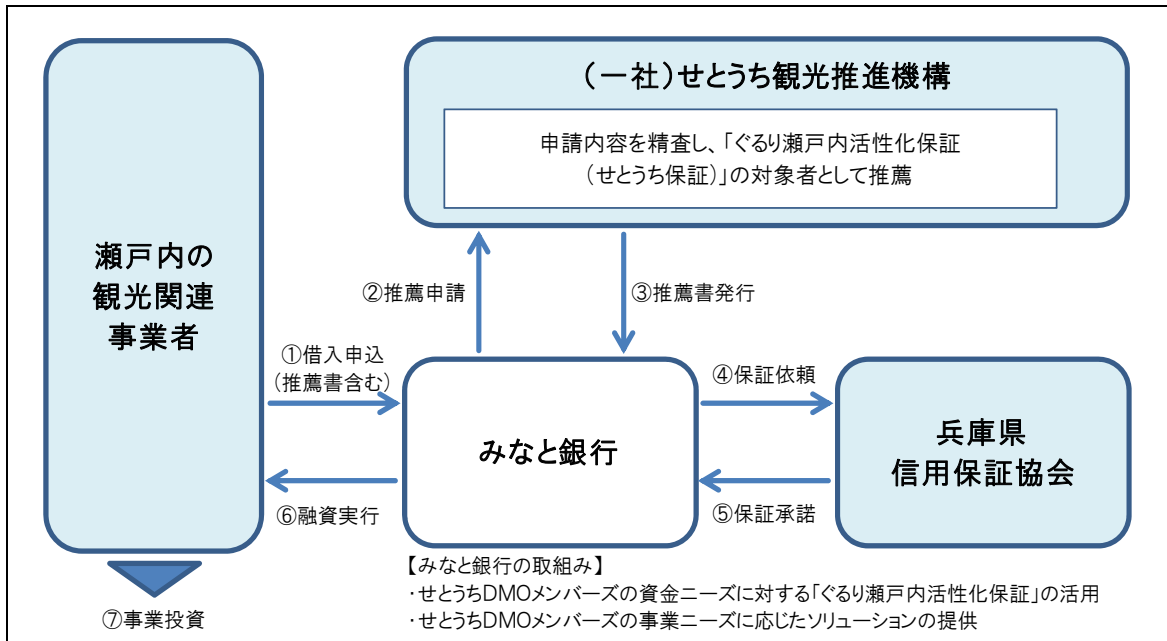 (一社)せとうち観光推進機構
申請内容を精査し、「ぐるり瀬戸内活性化保証
(せとうち保証)」の対象者として推薦
瀬戸内の
観光関連
事業者
②推薦申請
③推薦書発行
①借入申込
(推薦書含む)
④保証依頼
みなと銀行
兵庫県
信用保証協会
⑥融資実行
⑤保証承諾
⑦事業投資
【みなと銀行の取組み】
・せとうちDMOメンバーズの資金ニーズに対する「ぐるり瀬戸内活性化保証」の活用
・せとうちDMOメンバーズの事業ニーズに応じたソリューションの提供